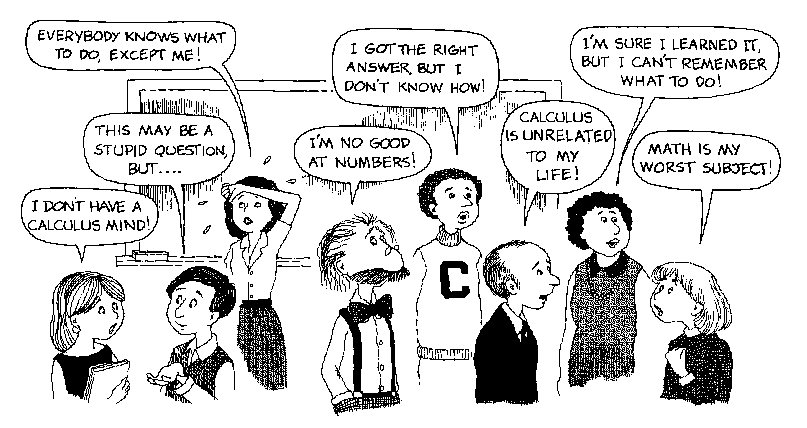 EVERYBODY KNOWS WHAT
TO DO, EXCEPT ME!
I GOT THE RIGHT
ANSWER, BUT I
DON'T KNOW HOW!
I'M SURE I LEARNED IT,
BUT I CAN'T REMEMBER
WHAT TO DO!
THIS MAY BE A
STUPID QUESTION,
BUT....
I'M NO GOOD
AT NUMBERS!
CALCULUS
IS UNRELATED
TO MY
LIFE!
MATH IS MY
WORST SUBJECT!
I DON'T HAVE A
CALCULUS MIND!
C